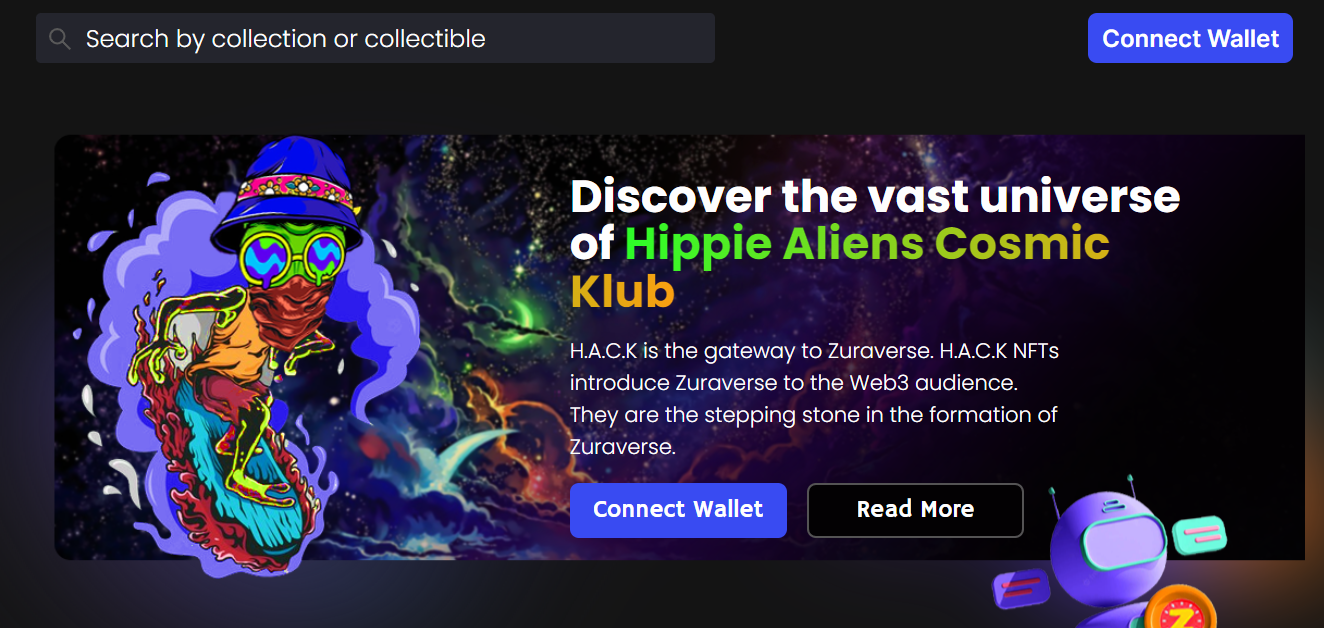 Search by collection or collectible
Connect Wallet
Discover the vast universe
of Hippie Aliens Cosmic
Klub
H.A.C.K is the gateway to Zuraverse. H.A.C.K NFTs
introduce Zuraverse to the Web3 audience.
They are the stepping stone in the formation of
Zuraverse.
Connect Wallet
Read More
Z